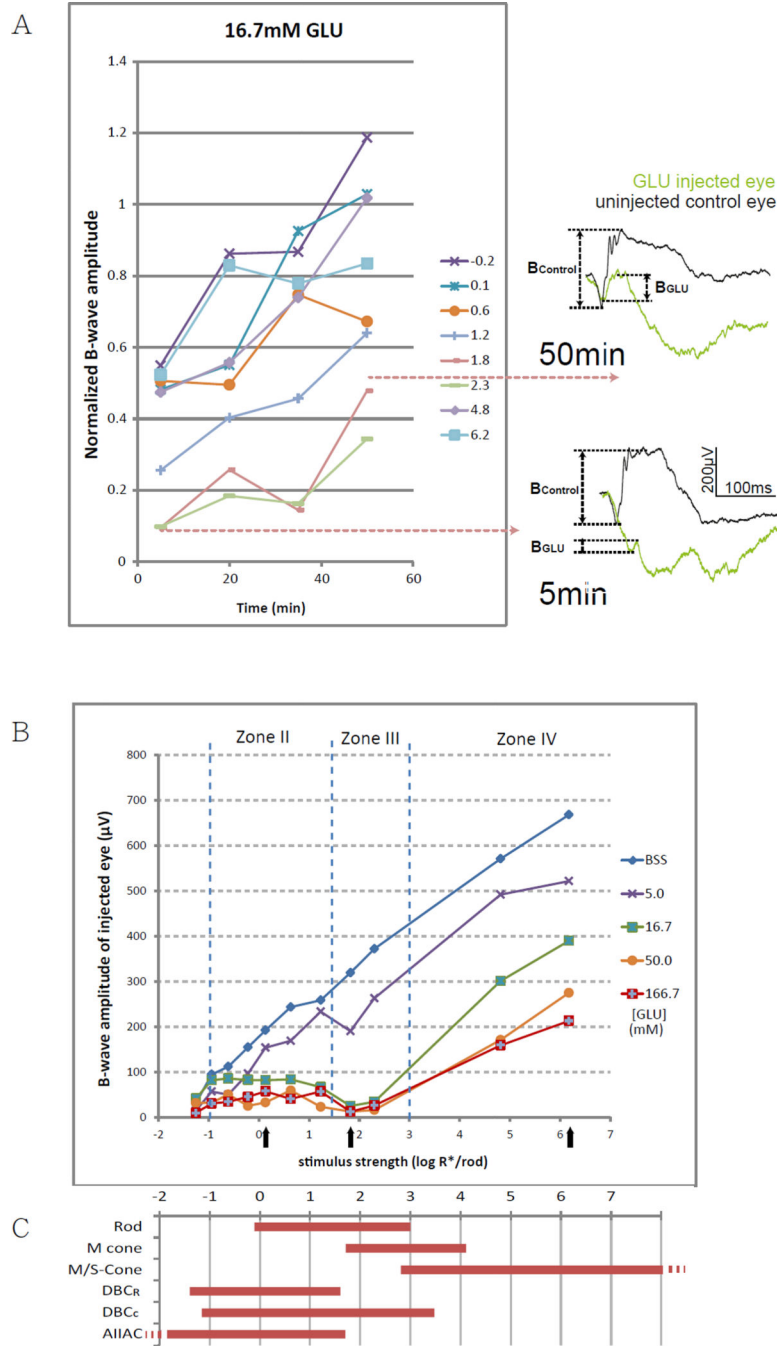 A
16.7mM GLU
1.4
1.2
1
0.8
0.6
0.4
0.2
0
0
20
40
60
Normalized B-wave amplitude
Time (min)
-0.2
0.1
0.6
1.2
1.8
2.3
4.8
6.2
GLU injected eye
uninjected control eye
BControl
BGLU
50min
BControl
BGLU
200μV
100ms
5min
B
Zone II
Zone III
Zone IV
800
700
600
500
400
300
200
100
0
-2
-1
0
1
2
3
4
5
6
7
B-wave amplitude of injected eye (μV)
stimulus strength (log R*/rod)
BSS
5.0
16.7
50.0
166.7
[GLU]
(mM)
C
-2
-1
0
1
2
3
4
5
6
Rod
M cone
M/S-Cone
DBCR
DBCc
AIIAC